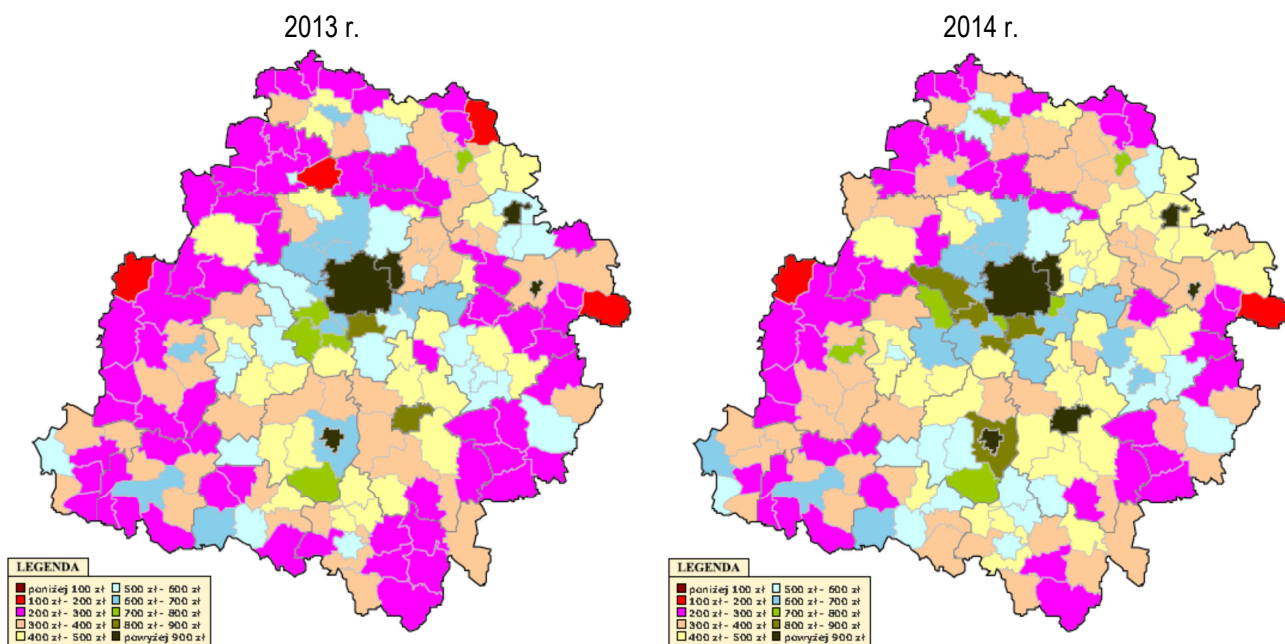 2013 r.
2014 r.
LEGENDA
poniżej 100 zł
500 zł - 600 zł
100 zł - 200 zł
600 zł - 700 zł
200 zł - 300 zł
700 zł - 800 zł
300 zł - 400 zł
800 zł - 900 zł
400 zł - 500 zł
powyżej 900 zł
LEGENDA
poniżej 100 zł
500 zł - 600 zł
100 zł - 200 zł
600 zł - 700 zł
200 zł - 300 zł
700 zł - 800 zł
300 zł - 400 zł
800 zł - 900 zł
400 zł - 500 zł
powyżej 900 zł